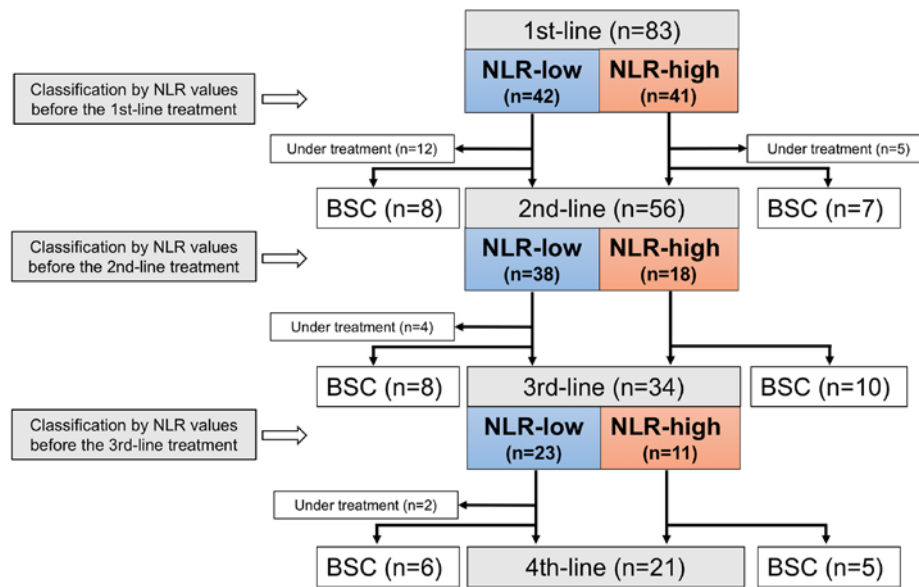 1st-line (n=83)
NLR-low
(n=42)
NLR-high
(n=41)
Classification by NLR values
before the 1st-line treatment
Under treatment (n=12)
Under treatment (n=5)
BSC (n=8)
2nd-line (n=56)
BSC (n=7)
Classification by NLR values
before the 2nd-line treatment
NLR-low
(n=38)
NLR-high
(n=18)
Under treatment (n=4)
BSC (n=8)
3rd-line (n=34)
BSC (n=10)
Classification by NLR values
before the 3rd-line treatment
NLR-low
(n=23)
NLR-high
(n=11)
Under treatment (n=2)
BSC (n=6)
4th-line (n=21)
BSC (n=5)